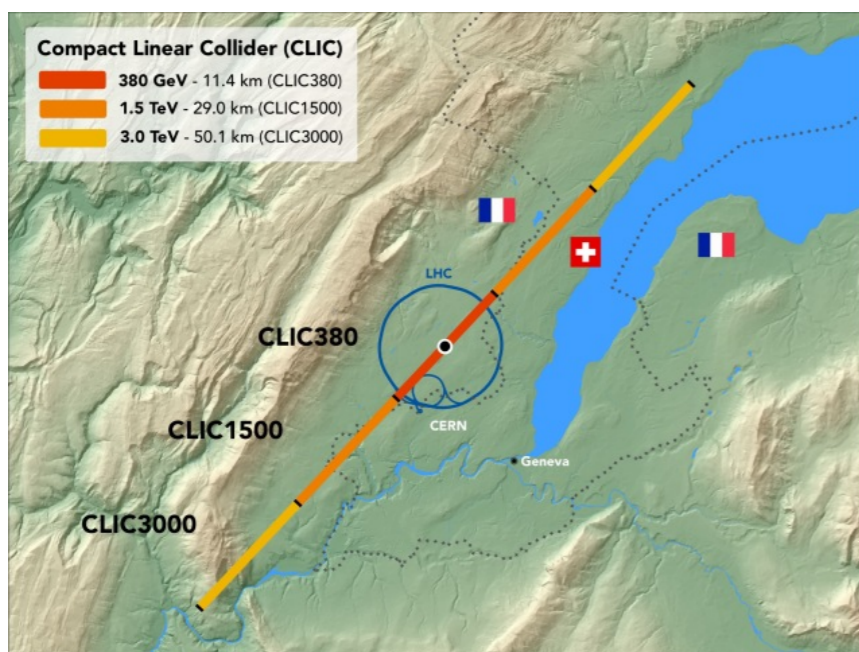 Compact Linear Collider (CLIC)
380 GeV - 11.4 km (CLIC380)
1.5 TeV - 29.0 km (CLIC1500)
3.0 TeV - 50.1 km (CLIC3000)
LHC
CLIC380
CLIC1500
CERN
Geneva
CLIC3000